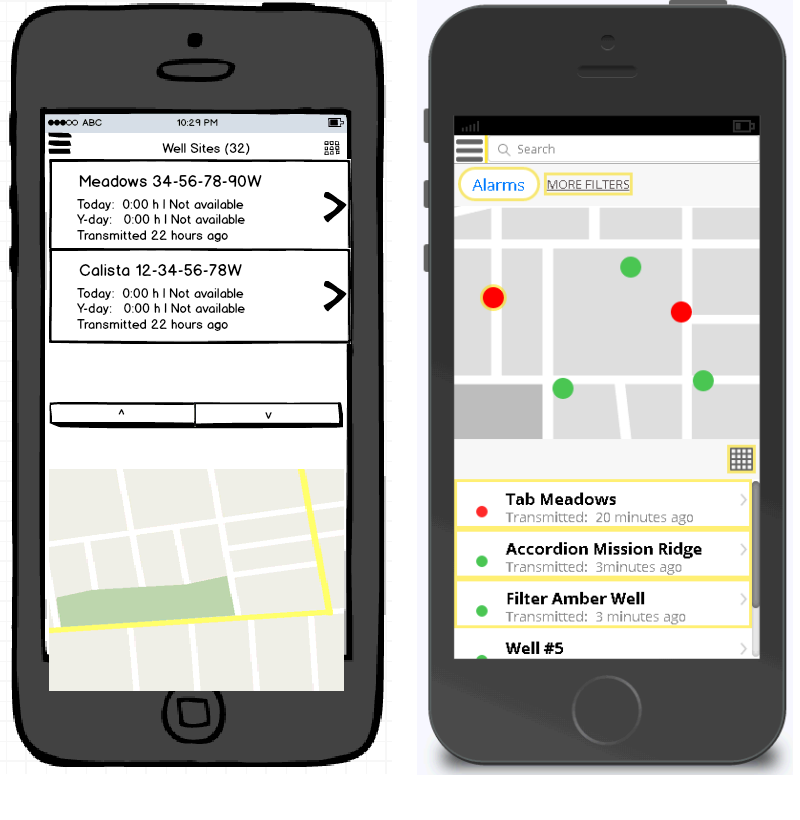 ABC 10:29 PM
Well Sites (32)
Meadows 34-56-78-90W
Today: 0:00 h | Not available
Y-day: 0:00 h | Not available
Transmitted 22 hours ago
Calista 12-34-56-78W
Today: 0:00 h | Not available
Y-day: 0:00 h | Not available
Transmitted 22 hours ago
^ v
Search
Alarms MORE FILTERS
Tab Meadows
Transmitted: 20 minutes ago
Accordion Mission Ridge
Transmitted: 3minutes ago
Filter Amber Well
Transmitted: 3 minutes ago
Well #5